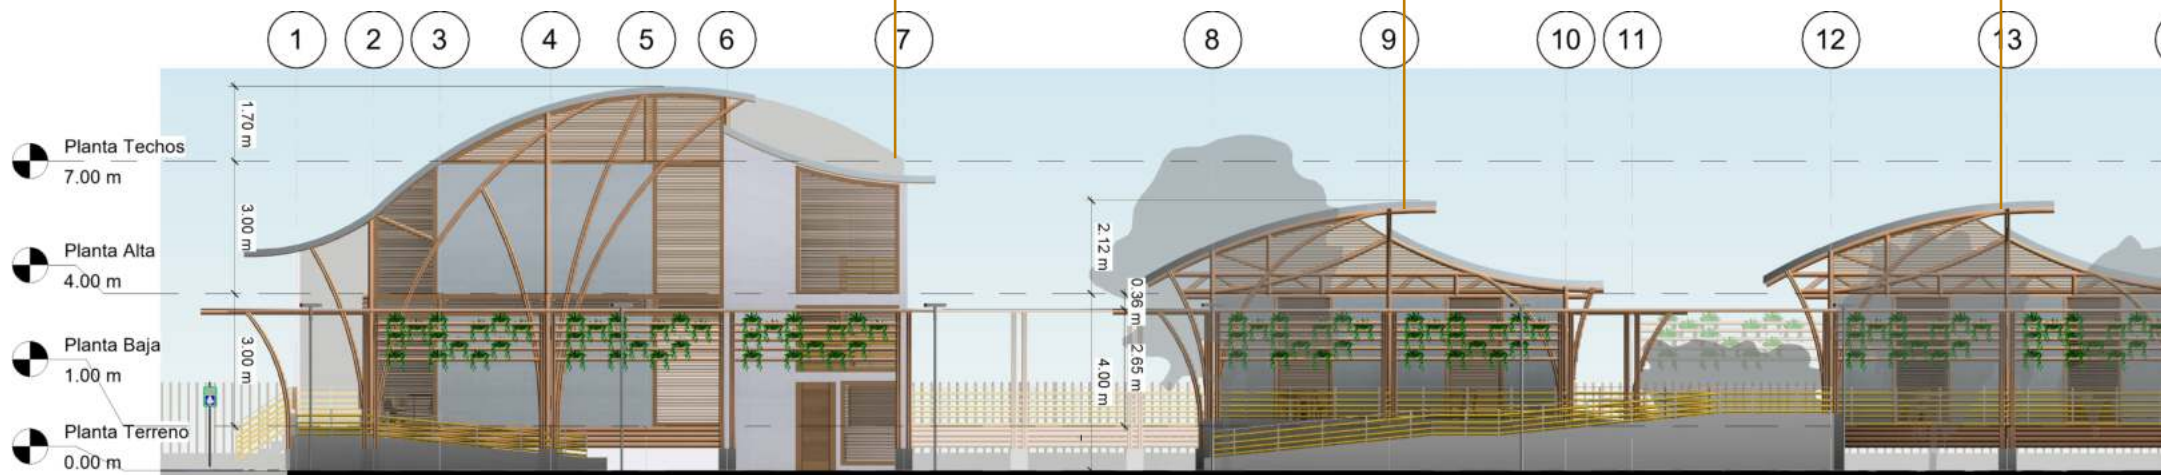 1 2 3 4 5 6 7 8 9 10 11 12 13
1.70 m
Planta Techos
7.00 m
3.00 m
2.12 m
Planta Alta
4.00 m
0.36 m
3.00 m
2.65 m
Planta Baja
1.00 m
4.00 m
Planta Terreno
0.00 m